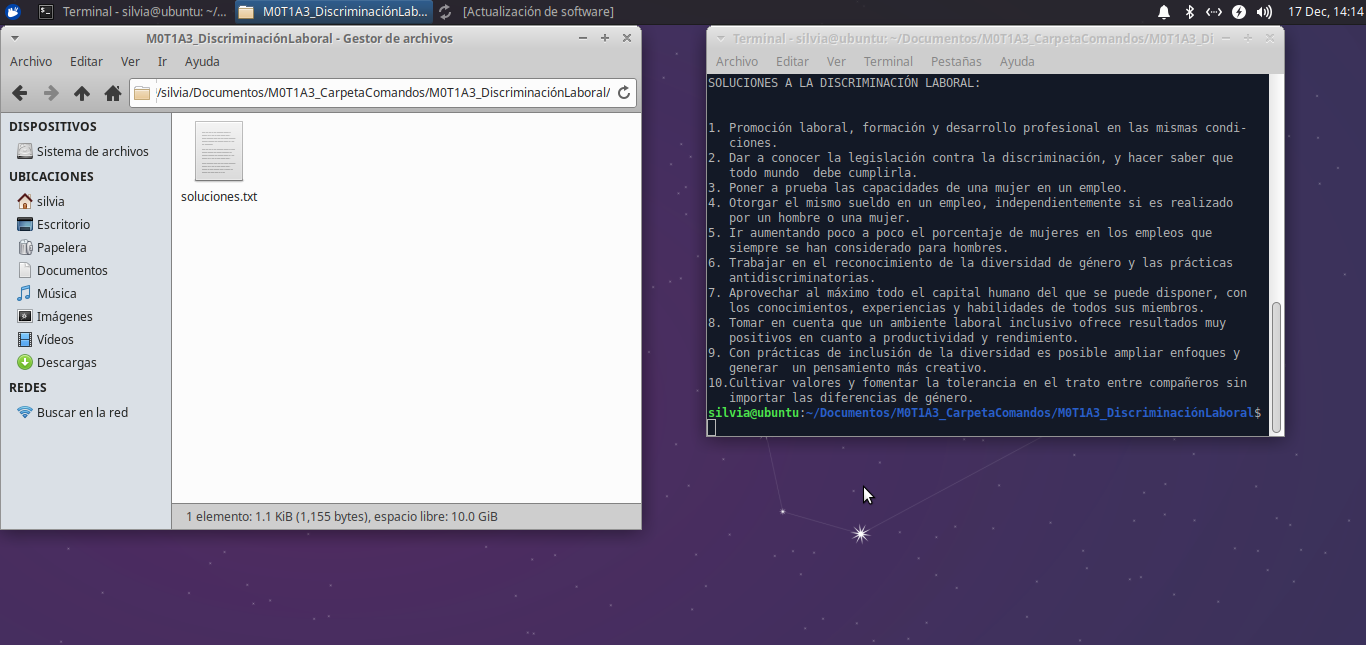 Terminal - silvia@ubuntu: ~/...
M0T1A3_DiscriminaciónLab...
[Actualización de software]
17 Dec, 14:14
M0T1A3_DiscriminaciónLaboral - Gestor de archivos
Archivo Editar Ver Ir Ayuda
/silvia/Documentos/M0T1A3_CarpetaComandos/M0T1A3_DiscriminaciónLaboral/
DISPOSITIVOS
Sistema de archivos
UBICACIONES
silvia
Escritorio
Papelera
Documentos
Música
Imágenes
Vídeos
Descargas
REDES
Buscar en la red
soluciones.txt
1 elemento: 1.1 KiB (1,155 bytes), espacio libre: 10.0 GiB
Terminal - silvia@ubuntu: ~/Documentos/M0T1A3_CarpetaComandos/M0T1A3_Di
Archivo Editar Ver Terminal Pestañas Ayuda
SOLUCIONES A LA DISCRIMINACIÓN LABORAL:
1. Promoción laboral, formación y desarrollo profesional en las mismas condi-
ciones.
2. Dar a conocer la legislación contra la discriminación, y hacer saber que
todo mundo  debe cumplirla.
3. Poner a prueba las capacidades de una mujer en un empleo.
4. Otorgar el mismo sueldo en un empleo, independientemente si es realizado
por un hombre o una mujer.
5. Ir aumentando poco a poco el porcentaje de mujeres en los empleos que
siempre se han considerado para hombres.
6. Trabajar en el reconocimiento de la diversidad de género y las prácticas
antidiscriminatorias.
7. Aprovechar al máximo todo el capital humano del que se puede disponer, con
los conocimientos, experiencias y habilidades de todos sus miembros.
8. Tomar en cuenta que un ambiente laboral inclusivo ofrece resultados muy
positivos en cuanto a productividad y rendimiento.
9. Con prácticas de inclusión de la diversidad es posible ampliar enfoques y
generar  un pensamiento más creativo.
10.Cultivar valores y fomentar la tolerancia en el trato entre compañeros sin
importar las diferencias de género.
silvia@ubuntu:~/Documentos/M0T1A3_CarpetaComandos/M0T1A3_DiscriminaciónLaboral$